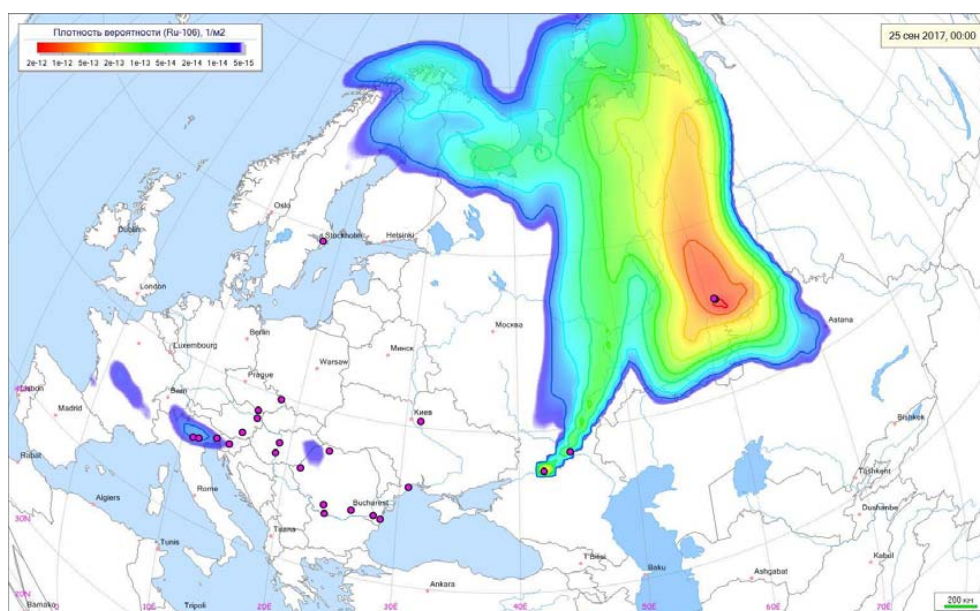 Плотность вероятности (Ru-106), 1/м2
2e-12 1e-12 5e-13 2e-13 1e-13 5e-14 2e-14 1e-14 5e-15
25 сен 2017, 00:00
Oslo
Stockholm
Helsinki
Dublin
London
Москва
Astana
Berlin
Luxembourg
Минск
Warsaw
Prague
Lisbon
Bern
Madrid
Киев
Bishkek
Rabat
Rome
Bucharest
Tashkent
Algiers
Dushanbe
30N
Tirana
Tunis
T'Bilisi
Baku
Ashgabat
Kabul
Ankara
20N
Bamako
0
10E
Tripoli
20E
30E
40E
50E
60E
70E
200 км